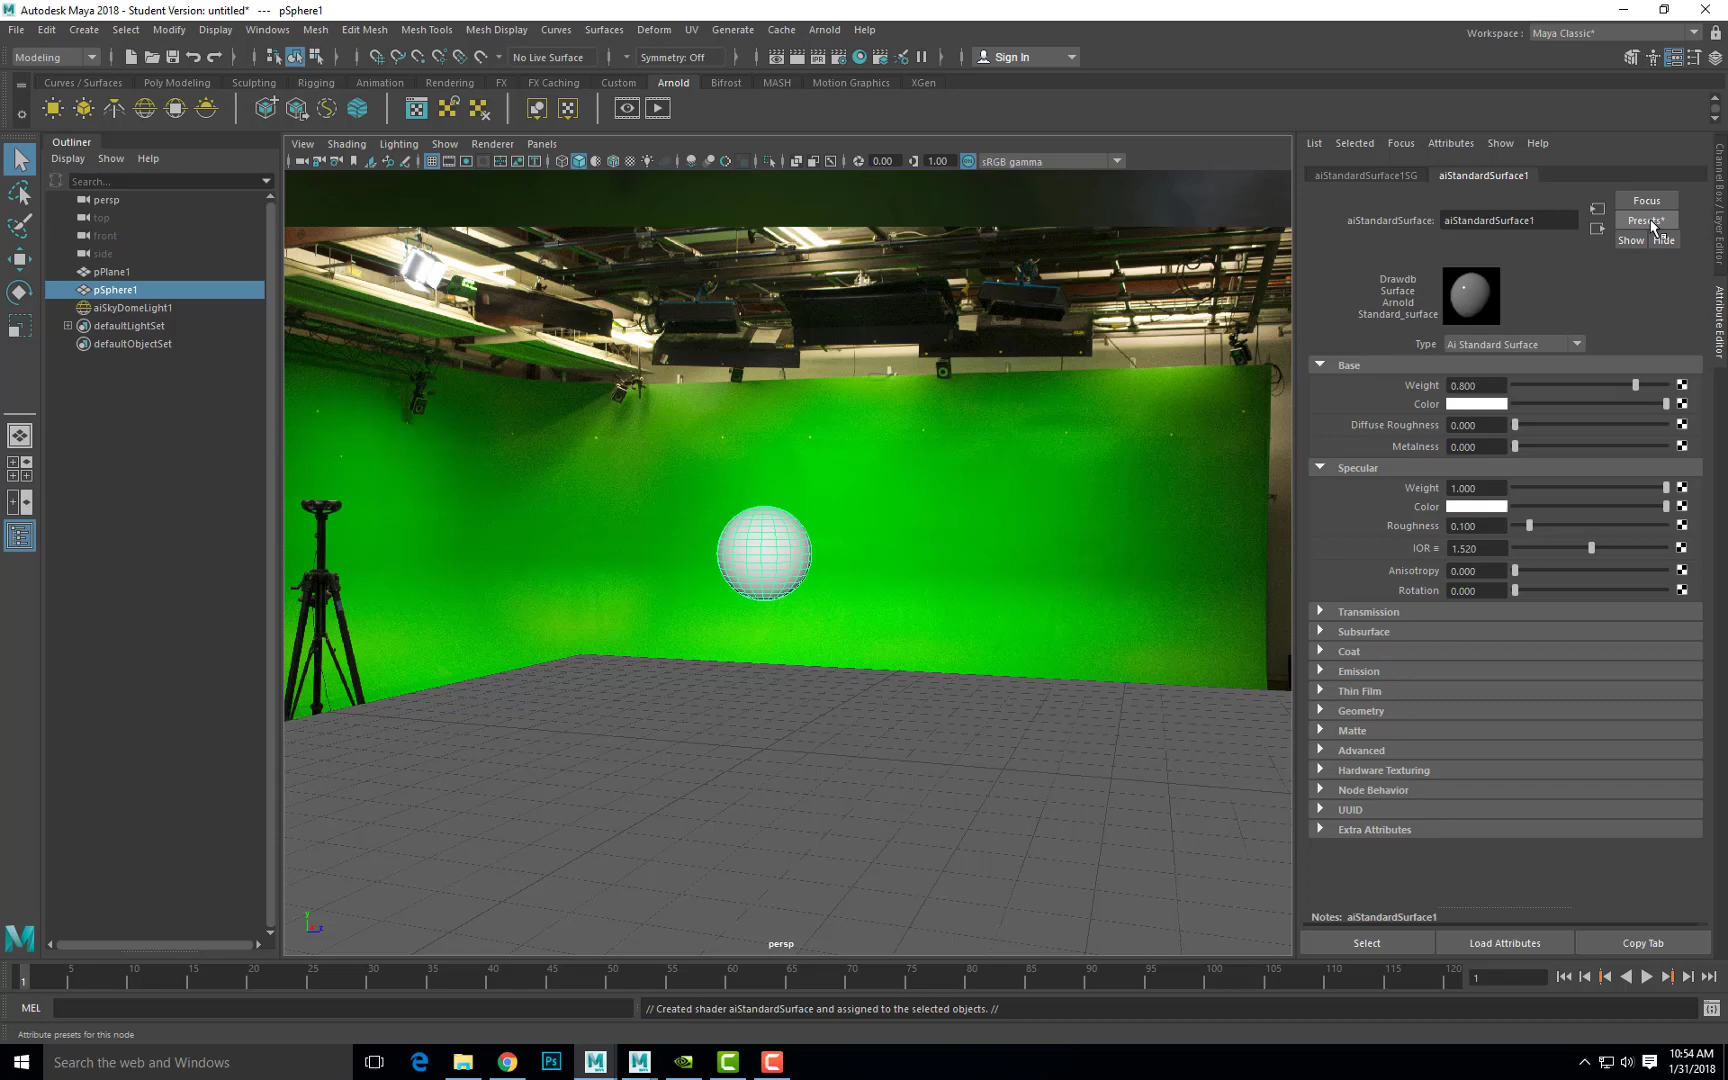 Autodesk Maya 2018 - Student Version: untitled* --- pSphere1
File Edit Create Select Modify Display Windows Mesh Edit Mesh Mesh Tools Mesh Display Curves Surfaces Deform UV Generate Cache Arnold Help
Workspace : Maya Classic*
Modeling No Live Surface Symmetry: Off Sign In
Curves / Surfaces Poly Modeling Sculpting Rigging Animation Rendering FX FX Caching Custom Arnold Bifrost MASH Motion Graphics XGen
Outliner
Display Show Help
Search...
persp
top
front
side
pPlane1
pSphere1
aiSkyDomeLight1
defaultLightSet
defaultObjectSet
View Shading Lighting Show Renderer Panels
0.00 1.00 ON sRGB gamma
persp
List Selected Focus Attributes Show Help
aiStandardSurface1SG aiStandardSurface1
Focus
aiStandardSurface: aiStandardSurface1 Presets*
Show Hide
Drawdb
Surface
Arnold
Standard_surface
Type Ai Standard Surface
Base
Weight 0.800
Color
Diffuse Roughness 0.000
Metalness 0.000
Specular
Weight 1.000
Color
Roughness 0.100
IOR 1.520
Anisotropy 0.000
Rotation 0.000
Transmission
Subsurface
Coat
Emission
Thin Film
Geometry
Matte
Advanced
Hardware Texturing
Node Behavior
UUID
Extra Attributes
Notes: aiStandardSurface1
Select Load Attributes Copy Tab
Channel Box / Layer Editor
Attribute Editor
1 5 10 15 20 25 30 35 40 45 50 55 60 65 70 75 80 85 90 95 100 105 110 115 120 1
MEL // Created shader aiStandardSurface and assigned to the selected objects. //
Attribute presets for this node
Search the web and Windows
10:54 AM
1/31/2018